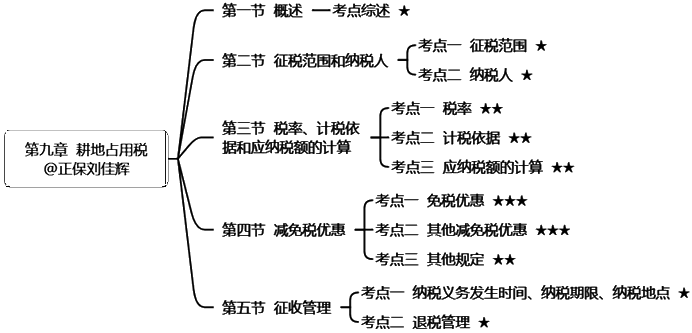 第一节 概述
考点综述 ★
第二节 征税范围和纳税人
考点一 征税范围 ★
考点二 纳税人 ★
第九章 耕地占用税
@正保刘佳辉
第三节 税率、计税依
据和应纳税额的计算
考点一 税率 ★★
考点二 计税依据 ★★
考点三 应纳税额的计算 ★★
第四节 减免税优惠
考点一 免税优惠 ★★★
考点二 其他减免税优惠 ★★★
考点三 其他规定 ★★
第五节 征收管理
考点一 纳税义务发生时间、纳税期限、纳税地点 ★
考点二 退税管理 ★